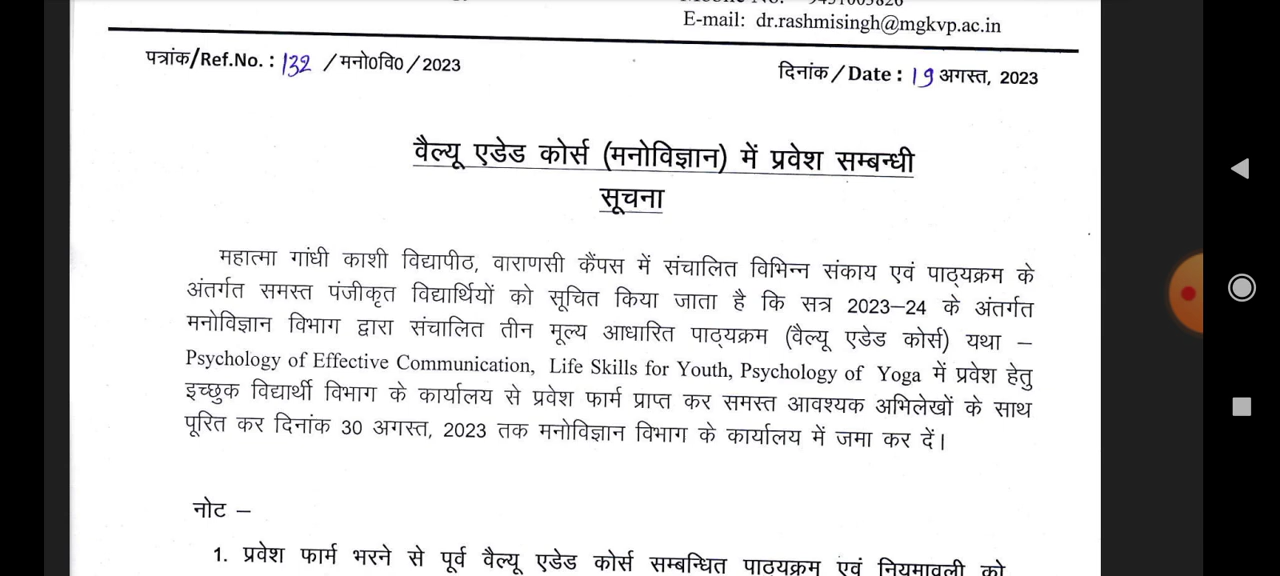 E-mail: dr.rashmisingh@mgkvp.ac.in
पत्रांक/Ref.No. : 132 /मनो0वि0/2023
दिनांक/Date : 19 अगस्त, 2023
वैल्यू एडेड कोर्स (मनोविज्ञान) में प्रवेश सम्बन्धी
सूचना
महात्मा गांधी काशी विद्यापीठ, वाराणसी कैंपस में संचालित विभिन्न संकाय एवं पाठ्यक्रम के
अंतर्गत समस्त पंजीकृत विद्यार्थियों को सूचित किया जाता है कि सत्र 2023–24 के अंतर्गत
मनोविज्ञान विभाग द्वारा संचालित तीन मूल्य आधारित पाठ्यक्रम (वैल्यू एडेड कोर्स) यथा –
Psychology of Effective Communication, Life Skills for Youth, Psychology of Yoga में प्रवेश हेतु
इच्छुक विद्यार्थी विभाग के कार्यालय से प्रवेश फार्म प्राप्त कर समस्त आवश्यक अभिलेखों के साथ
पूरित कर दिनांक 30 अगस्त, 2023 तक मनोविज्ञान विभाग के कार्यालय में जमा कर दें।
नोट –
1. प्रवेश फार्म भरने से पूर्व वैल्यू एडेड कोर्स सम्बन्धित पाठ्यक्रम एवं नियमावली को